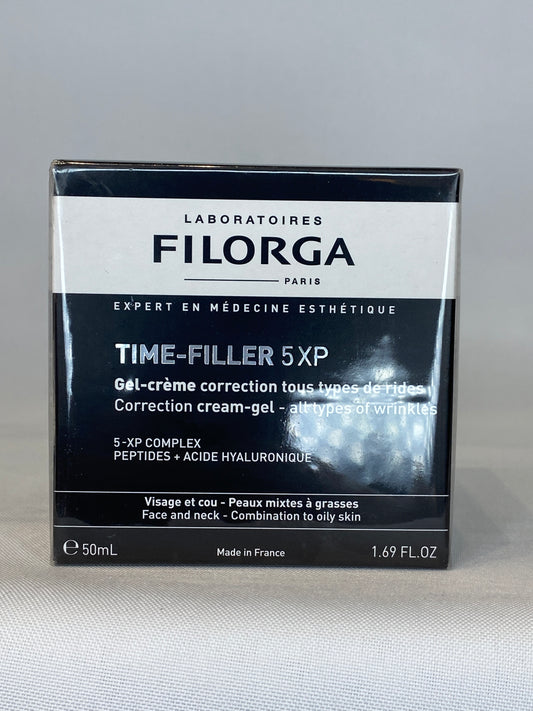 LABORATOIRES
FILORGA
PARIS
EXPERT EN MÉDECINE ESTHÉTIQUE
TIME-FILLER 5 XP
Gel-crème correction tous types de rides
Correction cream-gel - all types of wrinkles
5-XP COMPLEX
PEPTIDES + ACIDE HYALURONIQUE
Visage et cou - Peaux mixtes à grasses
Face and neck - Combination to oily skin
℮ 50mL Made in France 1.69 FL.OZ